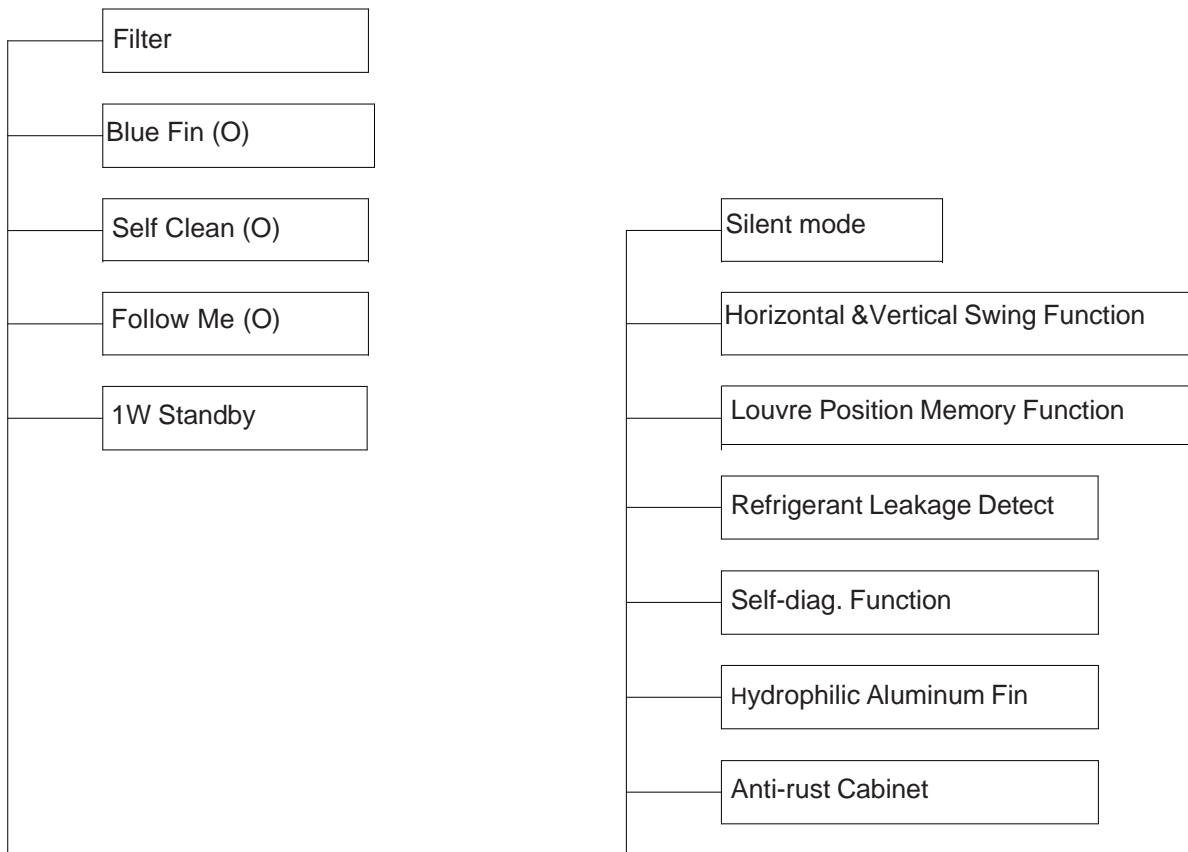 Filter
Blue Fin (O)
Self Clean (O)
Follow Me (O)
1W Standby
Silent mode
Horizontal &Vertical Swing Function
Louvre Position Memory Function
Refrigerant Leakage Detect
Self-diag. Function
Hydrophilic Aluminum Fin
Anti-rust Cabinet